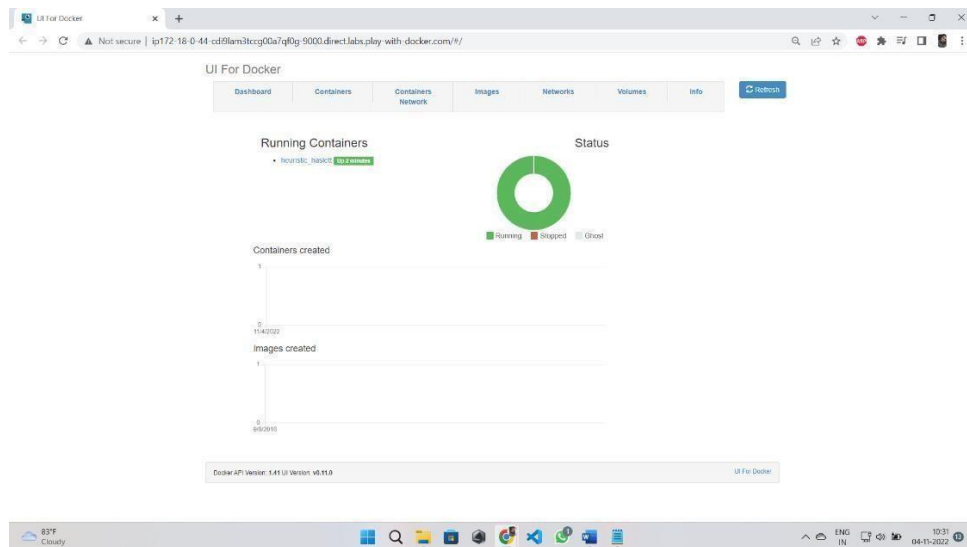 UI For Docker
Not secure | ip172-18-0-44-cdi9lam3tccg00a7qf0g-9000.direct.labs.play-with-docker.com/#/
UI For Docker
Dashboard Containers Containers Network Images Networks Volumes Info Refresh
Running Containers
Status
Up 2 minutes
Running Stopped Ghost
Containers created
1
0
11/4/2022
Images created
1
0
Docker API Version: 1.41 UI Version: v0.11.0
UI For Docker
83°F
Cloudy
ENG
IN
10:31
04-11-2022